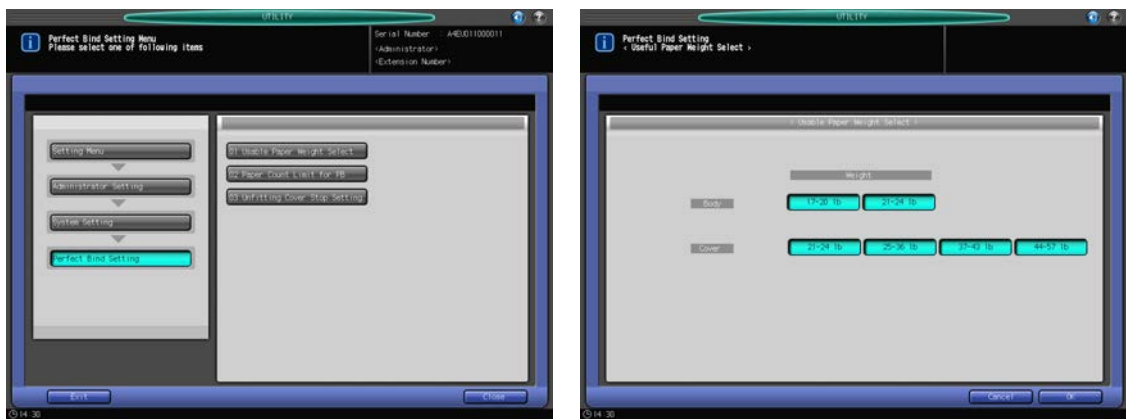 UTILITY
Perfect Bind Setting Menu
Please select one of following items
Serial Number : A4EU011000011
<Administrator>
<Extension Number>
Setting Menu
Administrator Setting
System Setting
Perfect Bind Setting
01 Usable Paper Weight Select
02 Paper Count Limit for PB
03 Unfitting Cover Stop Setting
Exit
Close
14:30
UTILITY
Perfect Bind Setting
< Useful Paper Weight Select >
< Usable Paper Weight Select >
Weight
Body
17-20 lb
21-24 lb
Cover
21-24 lb
25-36 lb
37-43 lb
44-57 lb
Cancel
OK
14:30